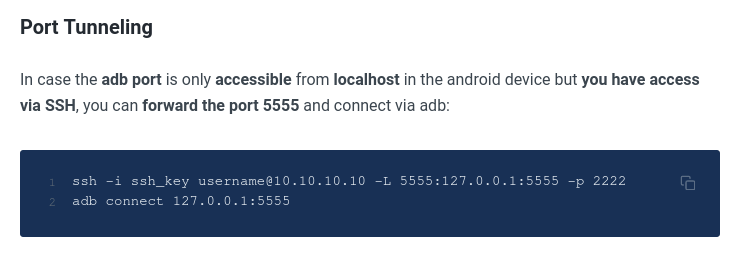 Port Tunneling
In case the adb port is only accessible from localhost in the android device but you have access
via SSH, you can forward the port 5555 and connect via adb:
1 ssh -i ssh_key username@10.10.10.10 -L 5555:127.0.0.1:5555 -p 2222
2 adb connect 127.0.0.1:5555